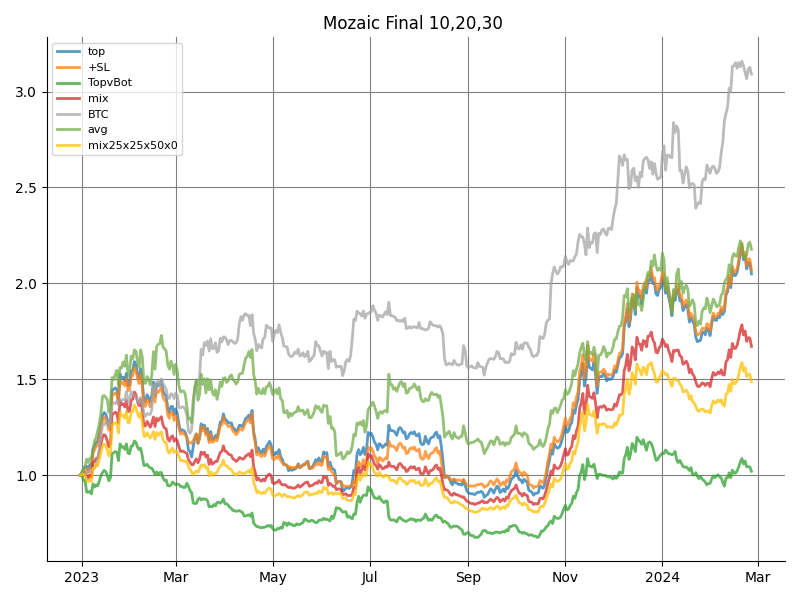 Mozaic Final 10,20,30
top
+SL
TopvBot
mix
BTC
avg
mix25x25x50x0
3.0
2.5
2.0
1.5
1.0
2023 Mar May Jul Sep Nov 2024 Mar